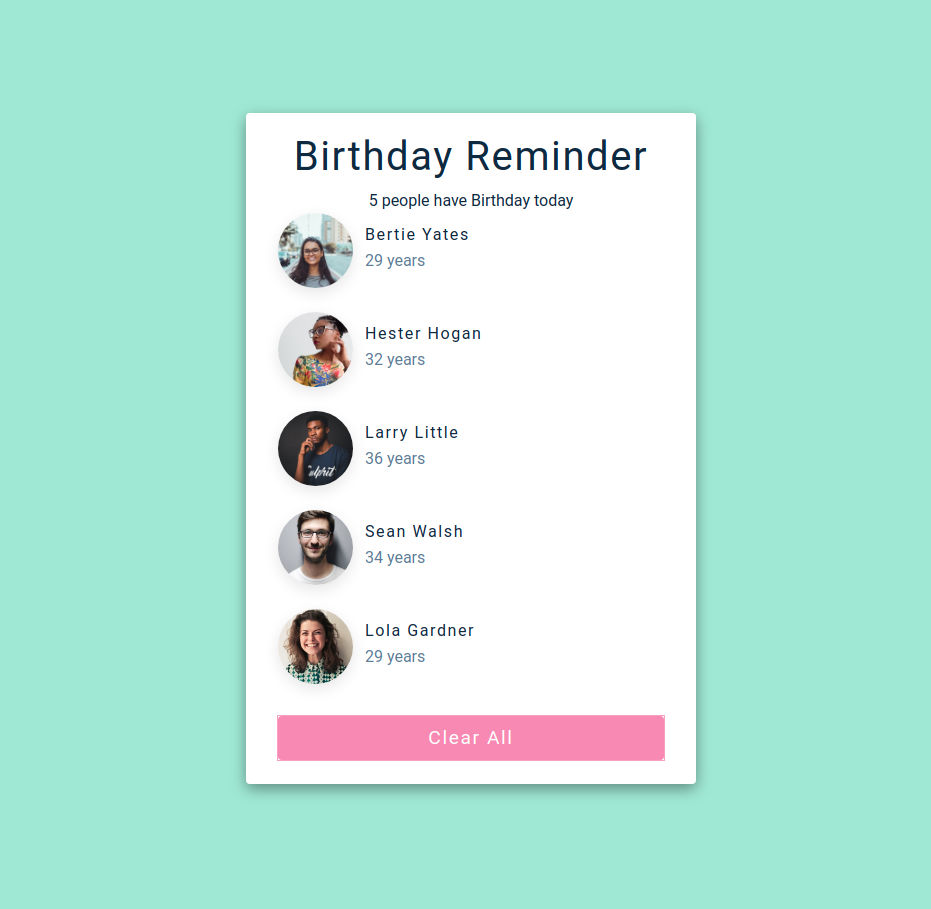 Birthday Reminder
5 people have Birthday today
Bertie Yates
29 years
Hester Hogan
32 years
Larry Little
36 years
Sean Walsh
34 years
Lola Gardner
29 years
Clear All